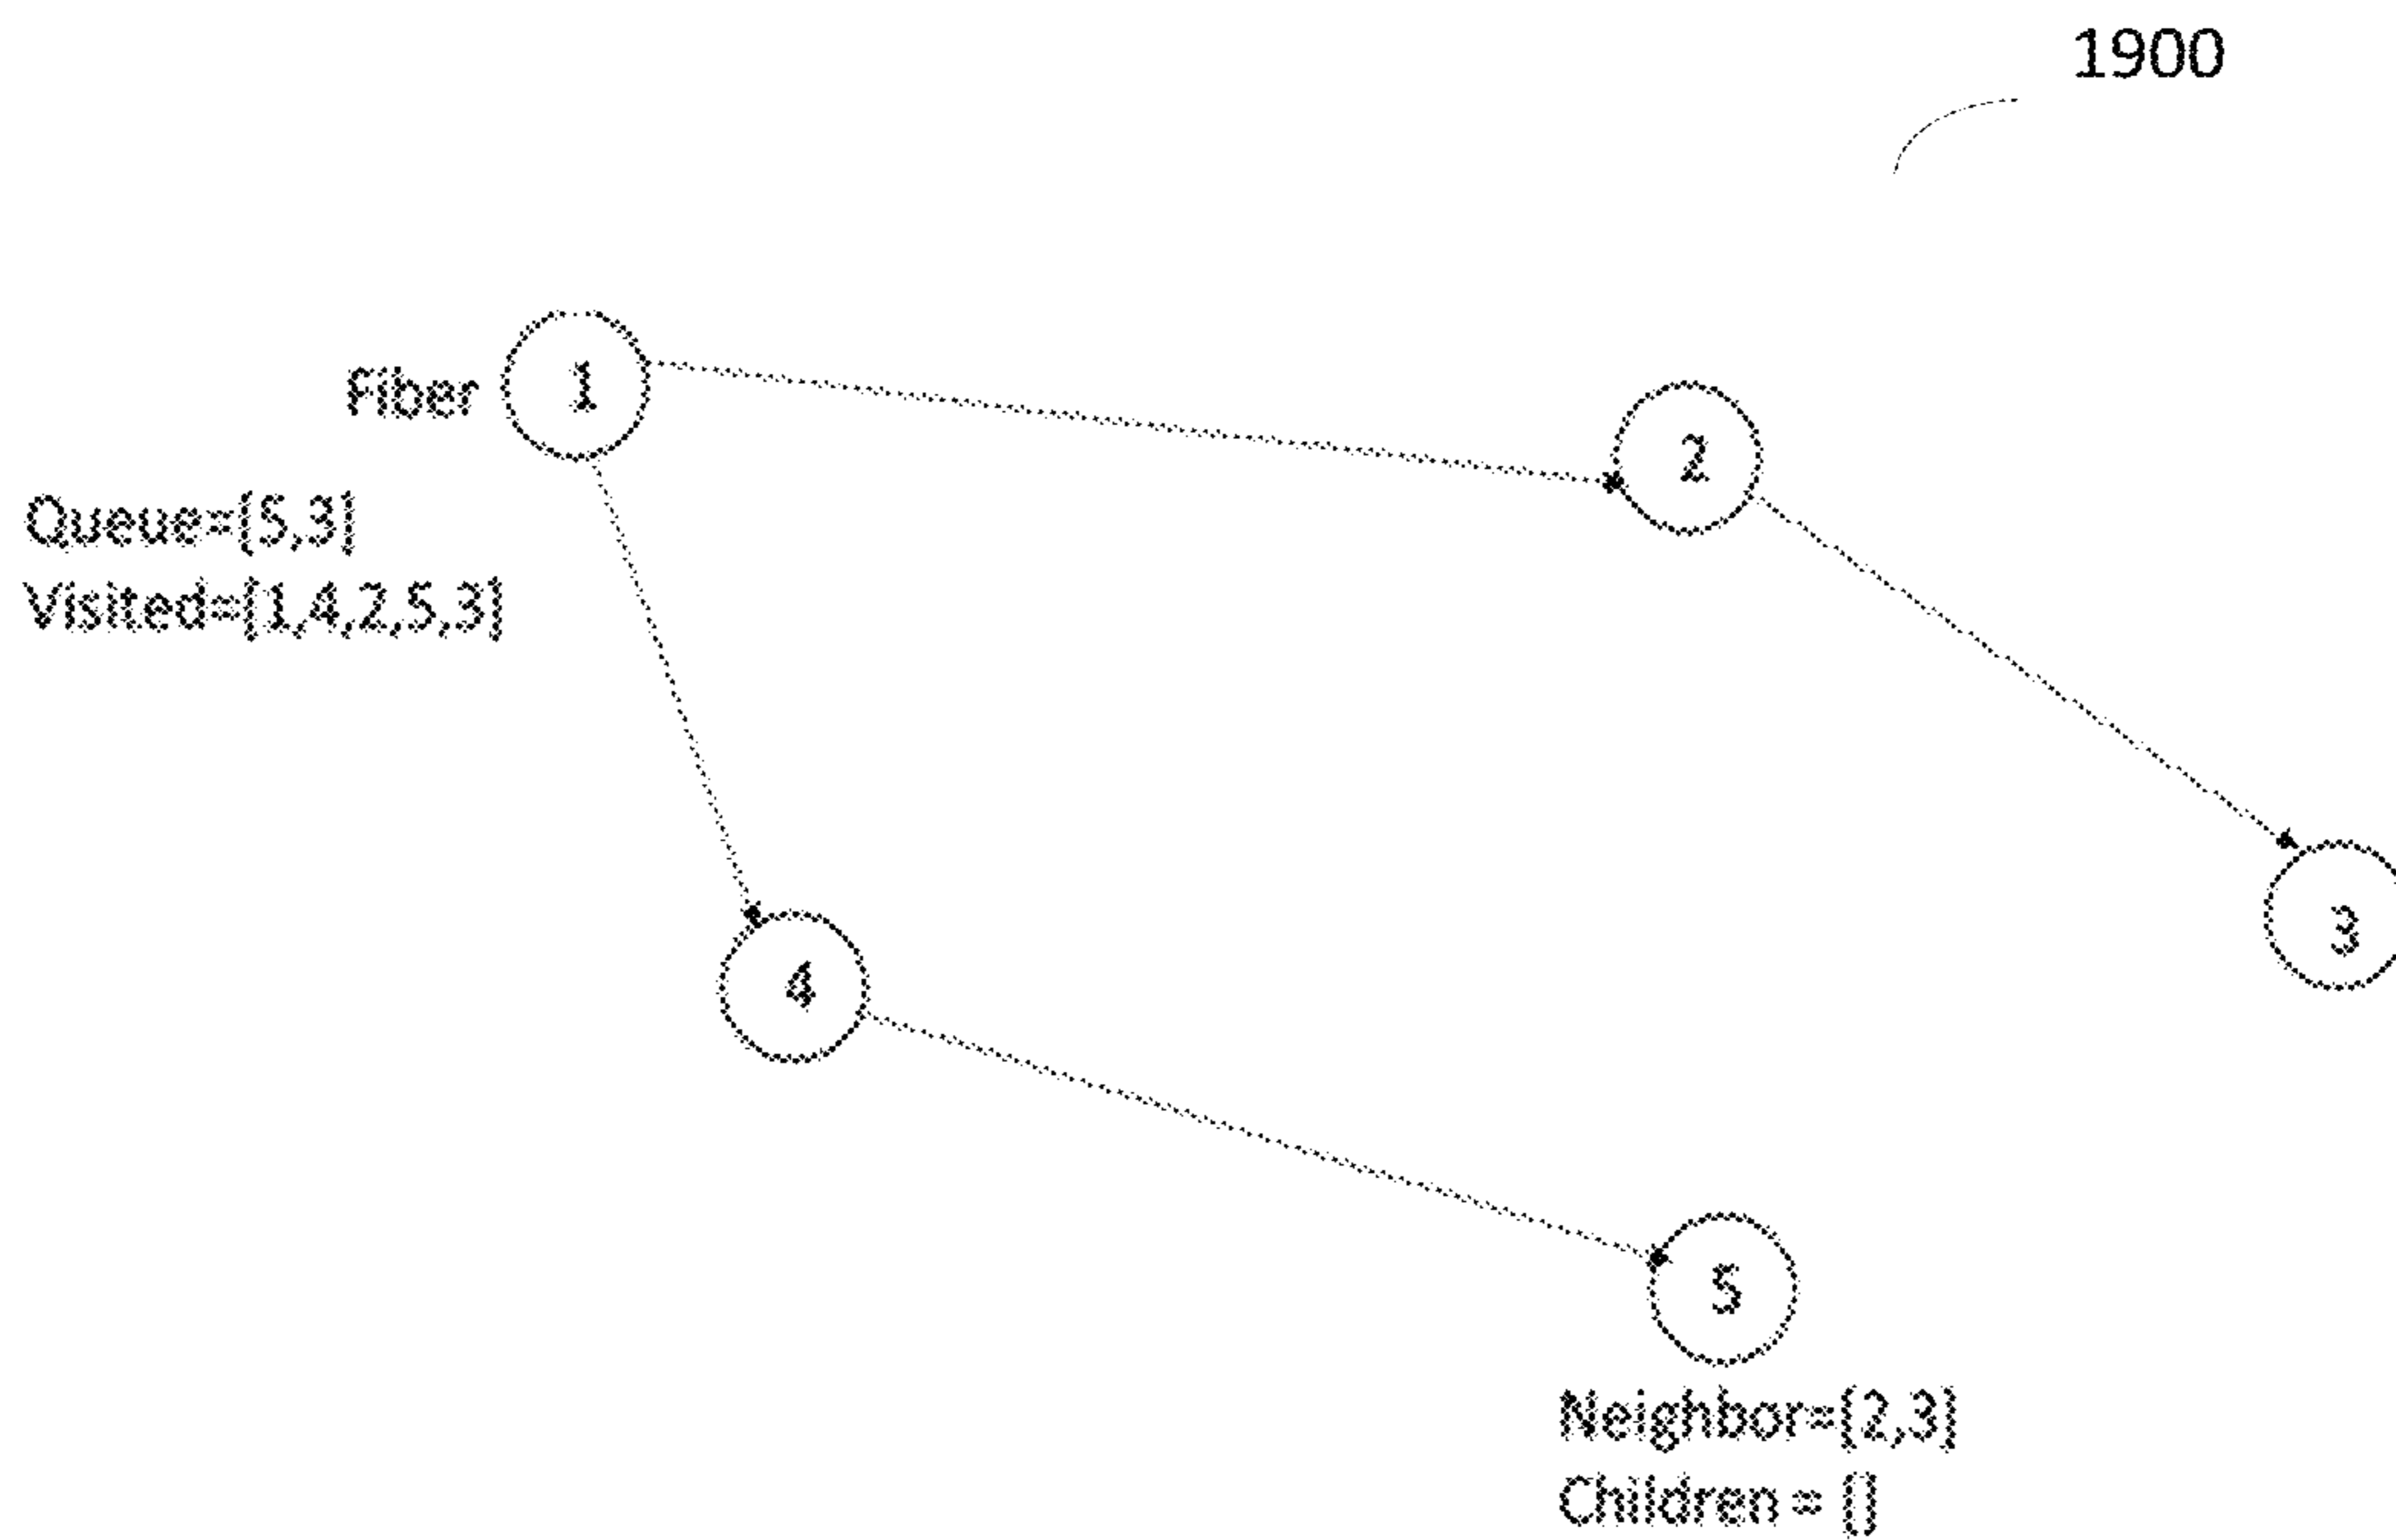 1900
Fiber
1
2
Queue=[5,3]
Visited=[1,4,2,5,3]
3
4
5
Neighbor=[2,3]
Children = []